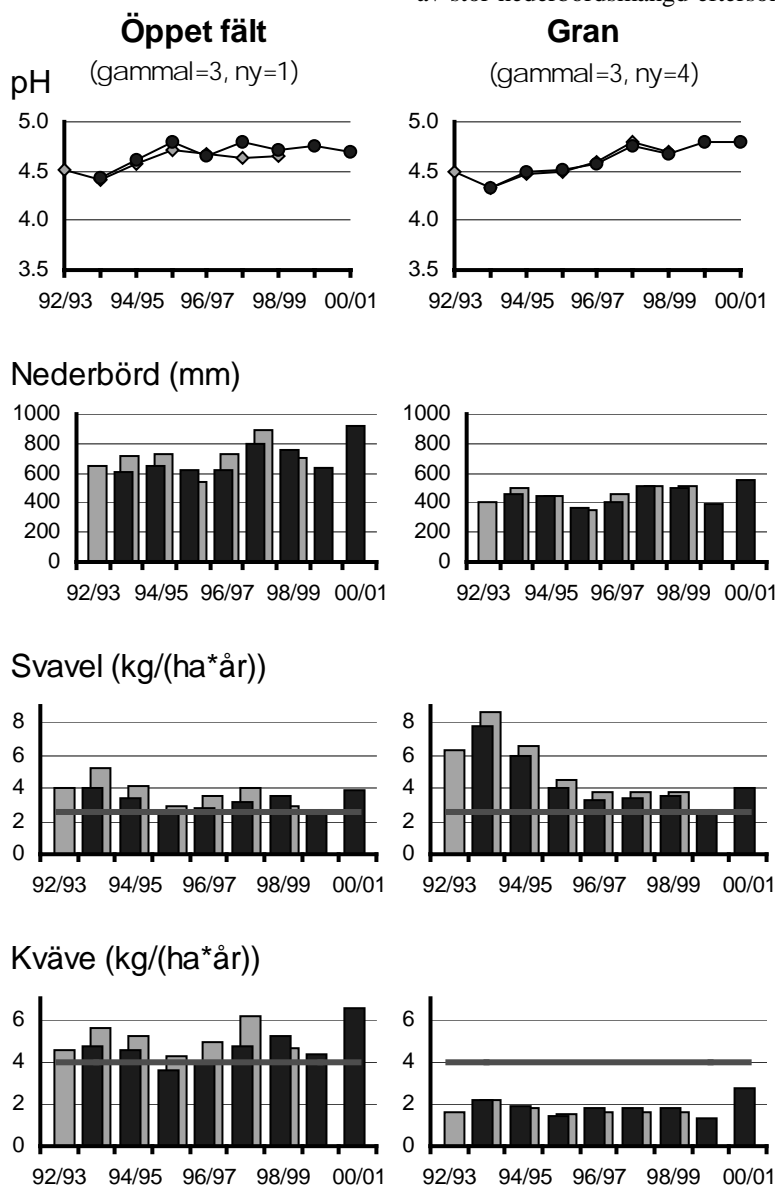 av stor nederbördsmängd eftersom
Öppet fält Gran
(gammal=3, ny=1) (gammal=3, ny=4)
pH
5.0 5.0
4.5 4.5
4.0 4.0
3.5 3.5
92/93 94/95 96/97 98/99 00/01 92/93 94/95 96/97 98/99 00/01
Nederbörd (mm)
1000 1000
800 800
600 600
400 400
200 200
0 0
92/93 94/95 96/97 98/99 00/01 92/93 94/95 96/97 98/99 00/01
Svavel (kg/(ha*år))
8 8
6 6
4 4
2 2
0 0
92/93 94/95 96/97 98/99 00/01 92/93 94/95 96/97 98/99 00/01
Kväve (kg/(ha*år))
6 6
4 4
2 2
0 0
92/93 94/95 96/97 98/99 00/01 92/93 94/95 96/97 98/99 00/01